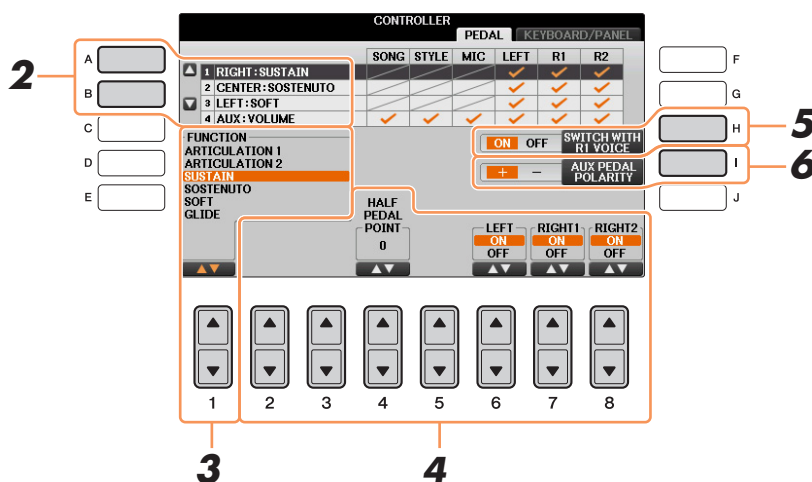 CONTROLLER
PEDAL KEYBOARD/PANEL
SONG STYLE MIC LEFT R1 R2
1 RIGHT:SUSTAIN
2 CENTER:SOSTENUTO
3 LEFT:SOFT
4 AUX:VOLUME
A
B
C
D
E
F
G
H
I
J
2
5
6
FUNCTION
ARTICULATION 1
ARTICULATION 2
SUSTAIN
SOSTENUTO
SOFT
GLIDE
ON OFF SWITCH WITH
R1 VOICE
+ − AUX PEDAL
POLARITY
HALF
PEDAL
POINT
0
LEFT RIGHT1 RIGHT2
ON ON ON
OFF OFF OFF
1 2 3 4 5 6 7 8
3 4